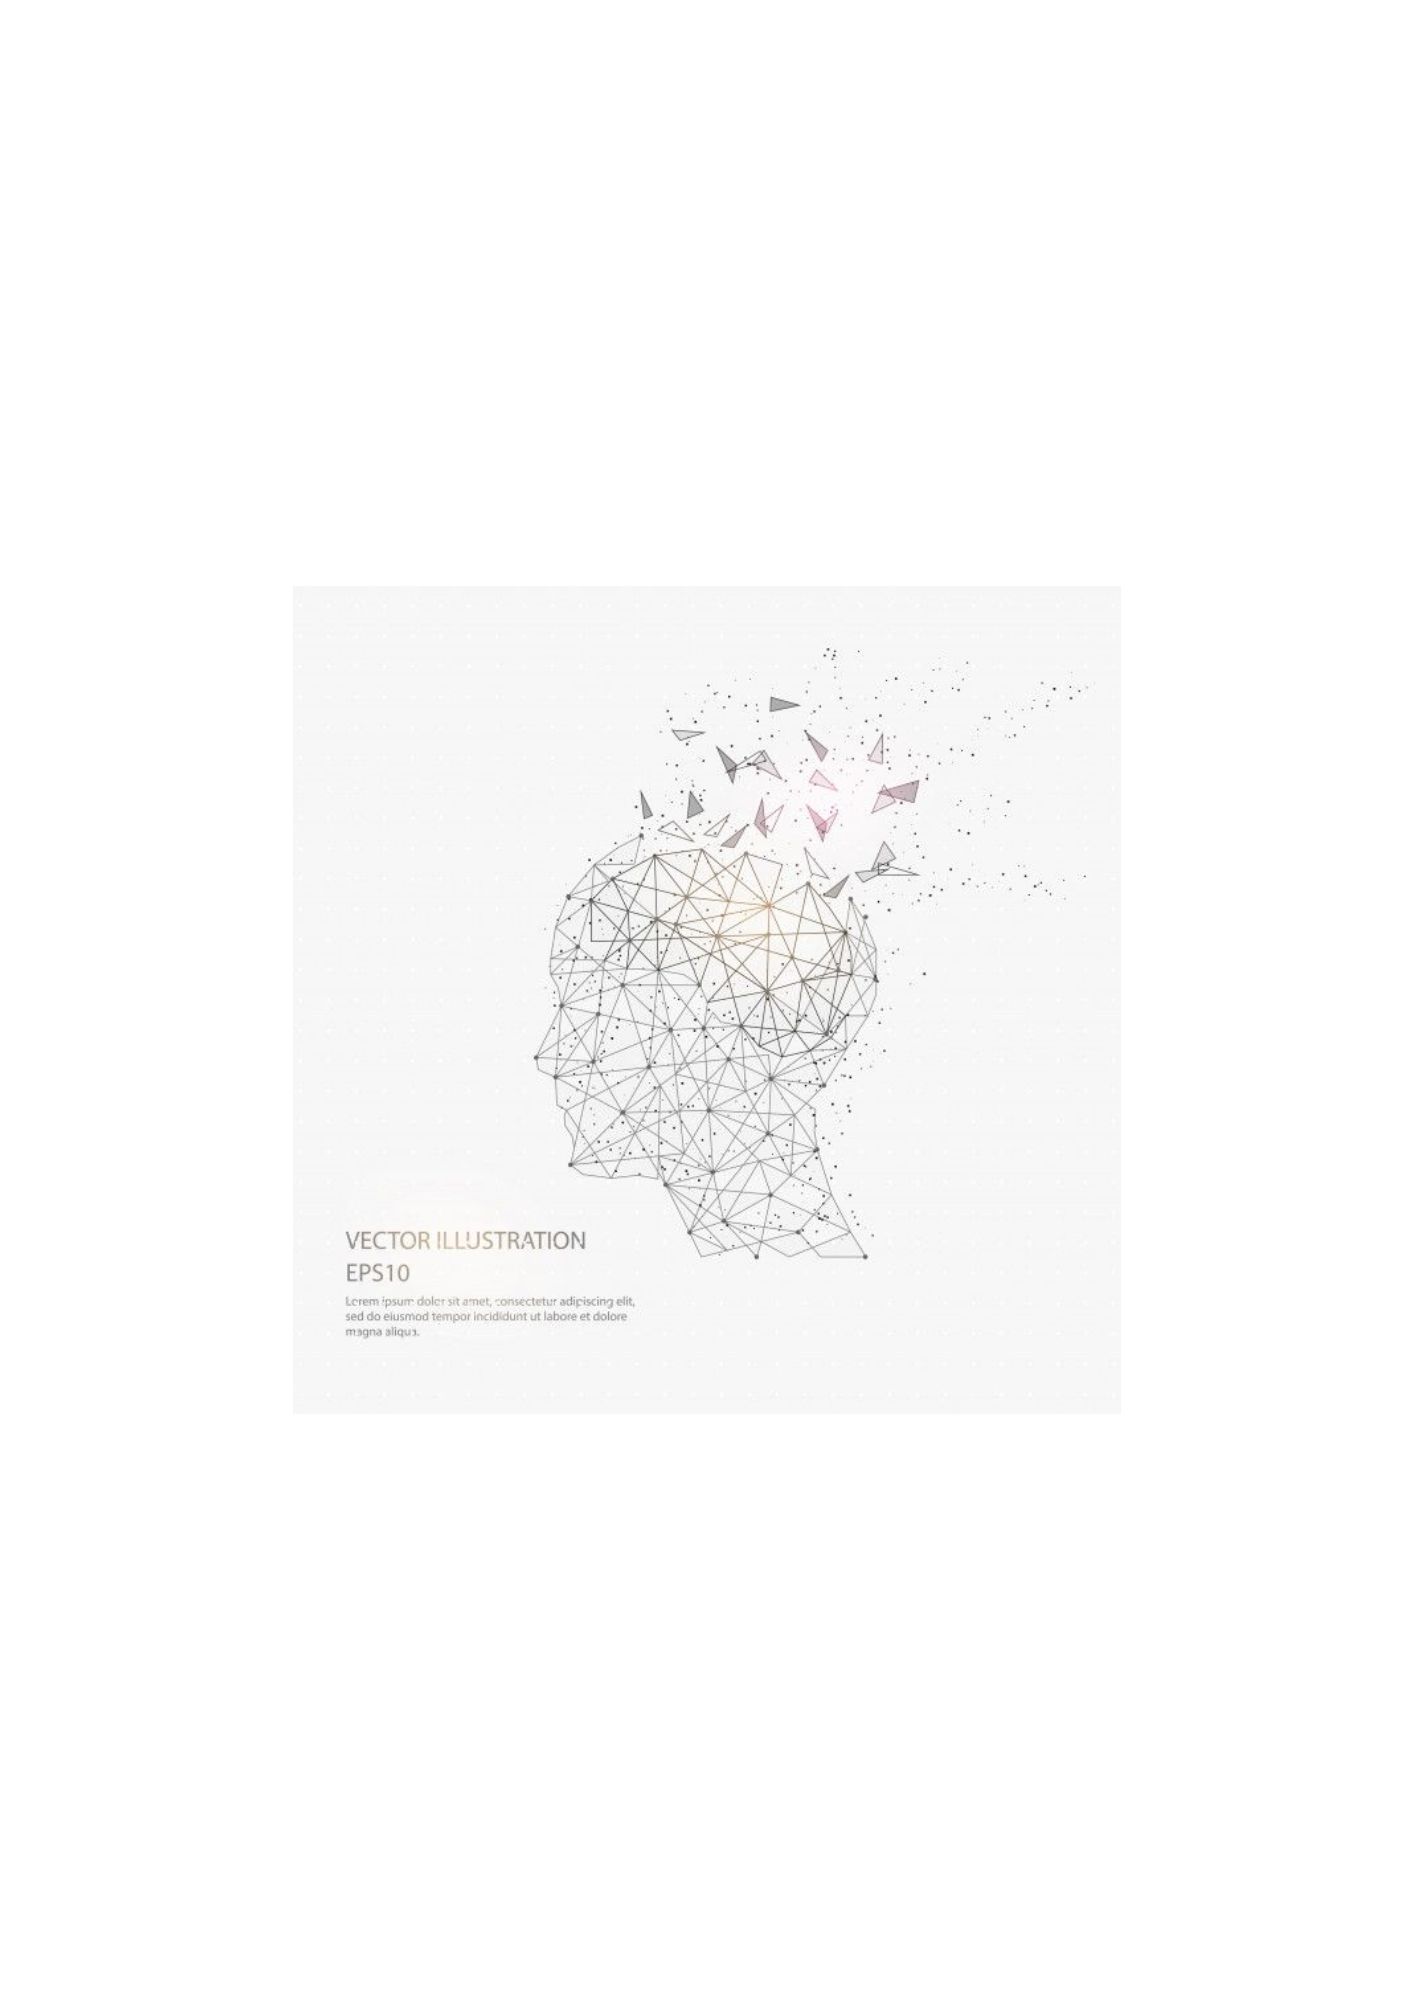 VECTOR ILLUSTRATION
EPS10
Lorem ipsum dolor sit amet, consectetur adipiscing elit,
sed do eiusmod tempor incididunt ut labore et dolore
magna aliqua.